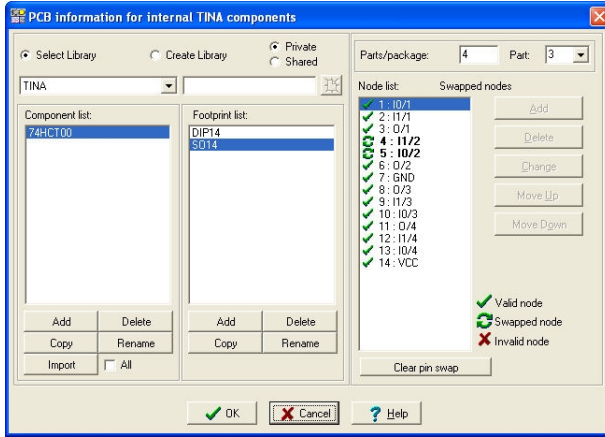 PCB information for internal TINA components
Select Library
Create Library
Private
Shared
TINA
Component list:
74HCT00
Add
Delete
Copy
Rename
Import
All
Footprint list:
DIP14
SO14
Add
Delete
Copy
Rename
Parts/package:
4
Part:
3
Node list:
Swapped nodes
1 : I0/1
2 : I1/1
3 : O/1
4 : I1/2
5 : I0/2
6 : O/2
7 : GND
8 : O/3
9 : I1/3
10 : I0/3
11 : O/4
12 : I1/4
13 : I0/4
14 : VCC
Add
Delete
Change
Move Up
Move Down
Valid node
Swapped node
Invalid node
Clear pin swap
OK
Cancel
Help